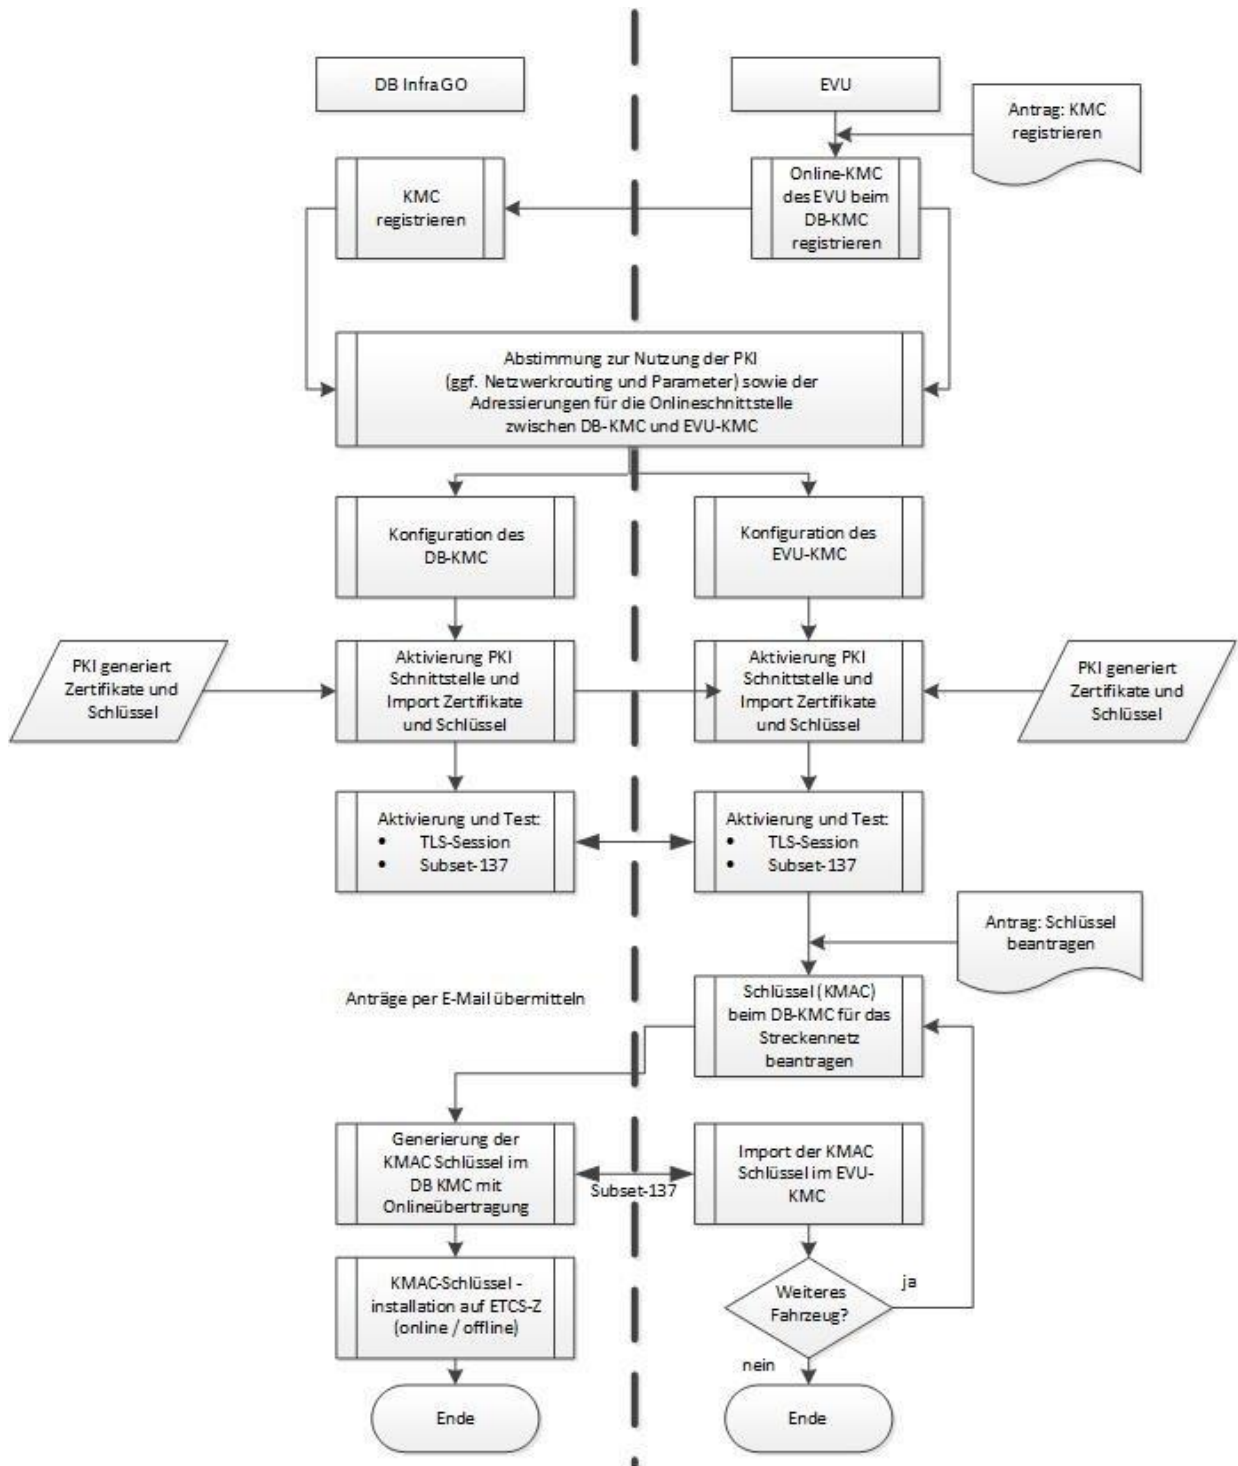 DB InfraGO
EVU
Antrag: KMC
registrieren
KMC
registrieren
Online-KMC
des EVU beim
DB-KMC
registrieren
Abstimmung zur Nutzung der PKI
(ggf. Netzwerkrouting und Parameter) sowie der
Adressierungen für die Onlineschnittstelle
zwischen DB-KMC und EVU-KMC
Konfiguration des
DB-KMC
Konfiguration des
EVU-KMC
PKI generiert
Zertifikate und
Schlüssel
Aktivierung PKI
Schnittstelle und
Import Zertifikate
und Schlüssel
Aktivierung PKI
Schnittstelle und
Import Zertifikate
und Schlüssel
PKI generiert
Zertifikate und
Schlüssel
Aktivierung und Test:
• TLS-Session
• Subset-137
Aktivierung und Test:
• TLS-Session
• Subset-137
Antrag: Schlüssel
beantragen
Anträge per E-Mail übermitteln
Schlüssel (KMAC)
beim DB-KMC für das
Streckennetz
beantragen
Generierung der
KMAC Schlüssel im
DB KMC mit
Onlineübertragung
Subset-137
Import der KMAC
Schlüssel im EVU-
KMC
KMAC-Schlüssel -
installation auf ETCS-Z
(online / offline)
Weiteres
Fahrzeug?
ja
nein
Ende
Ende